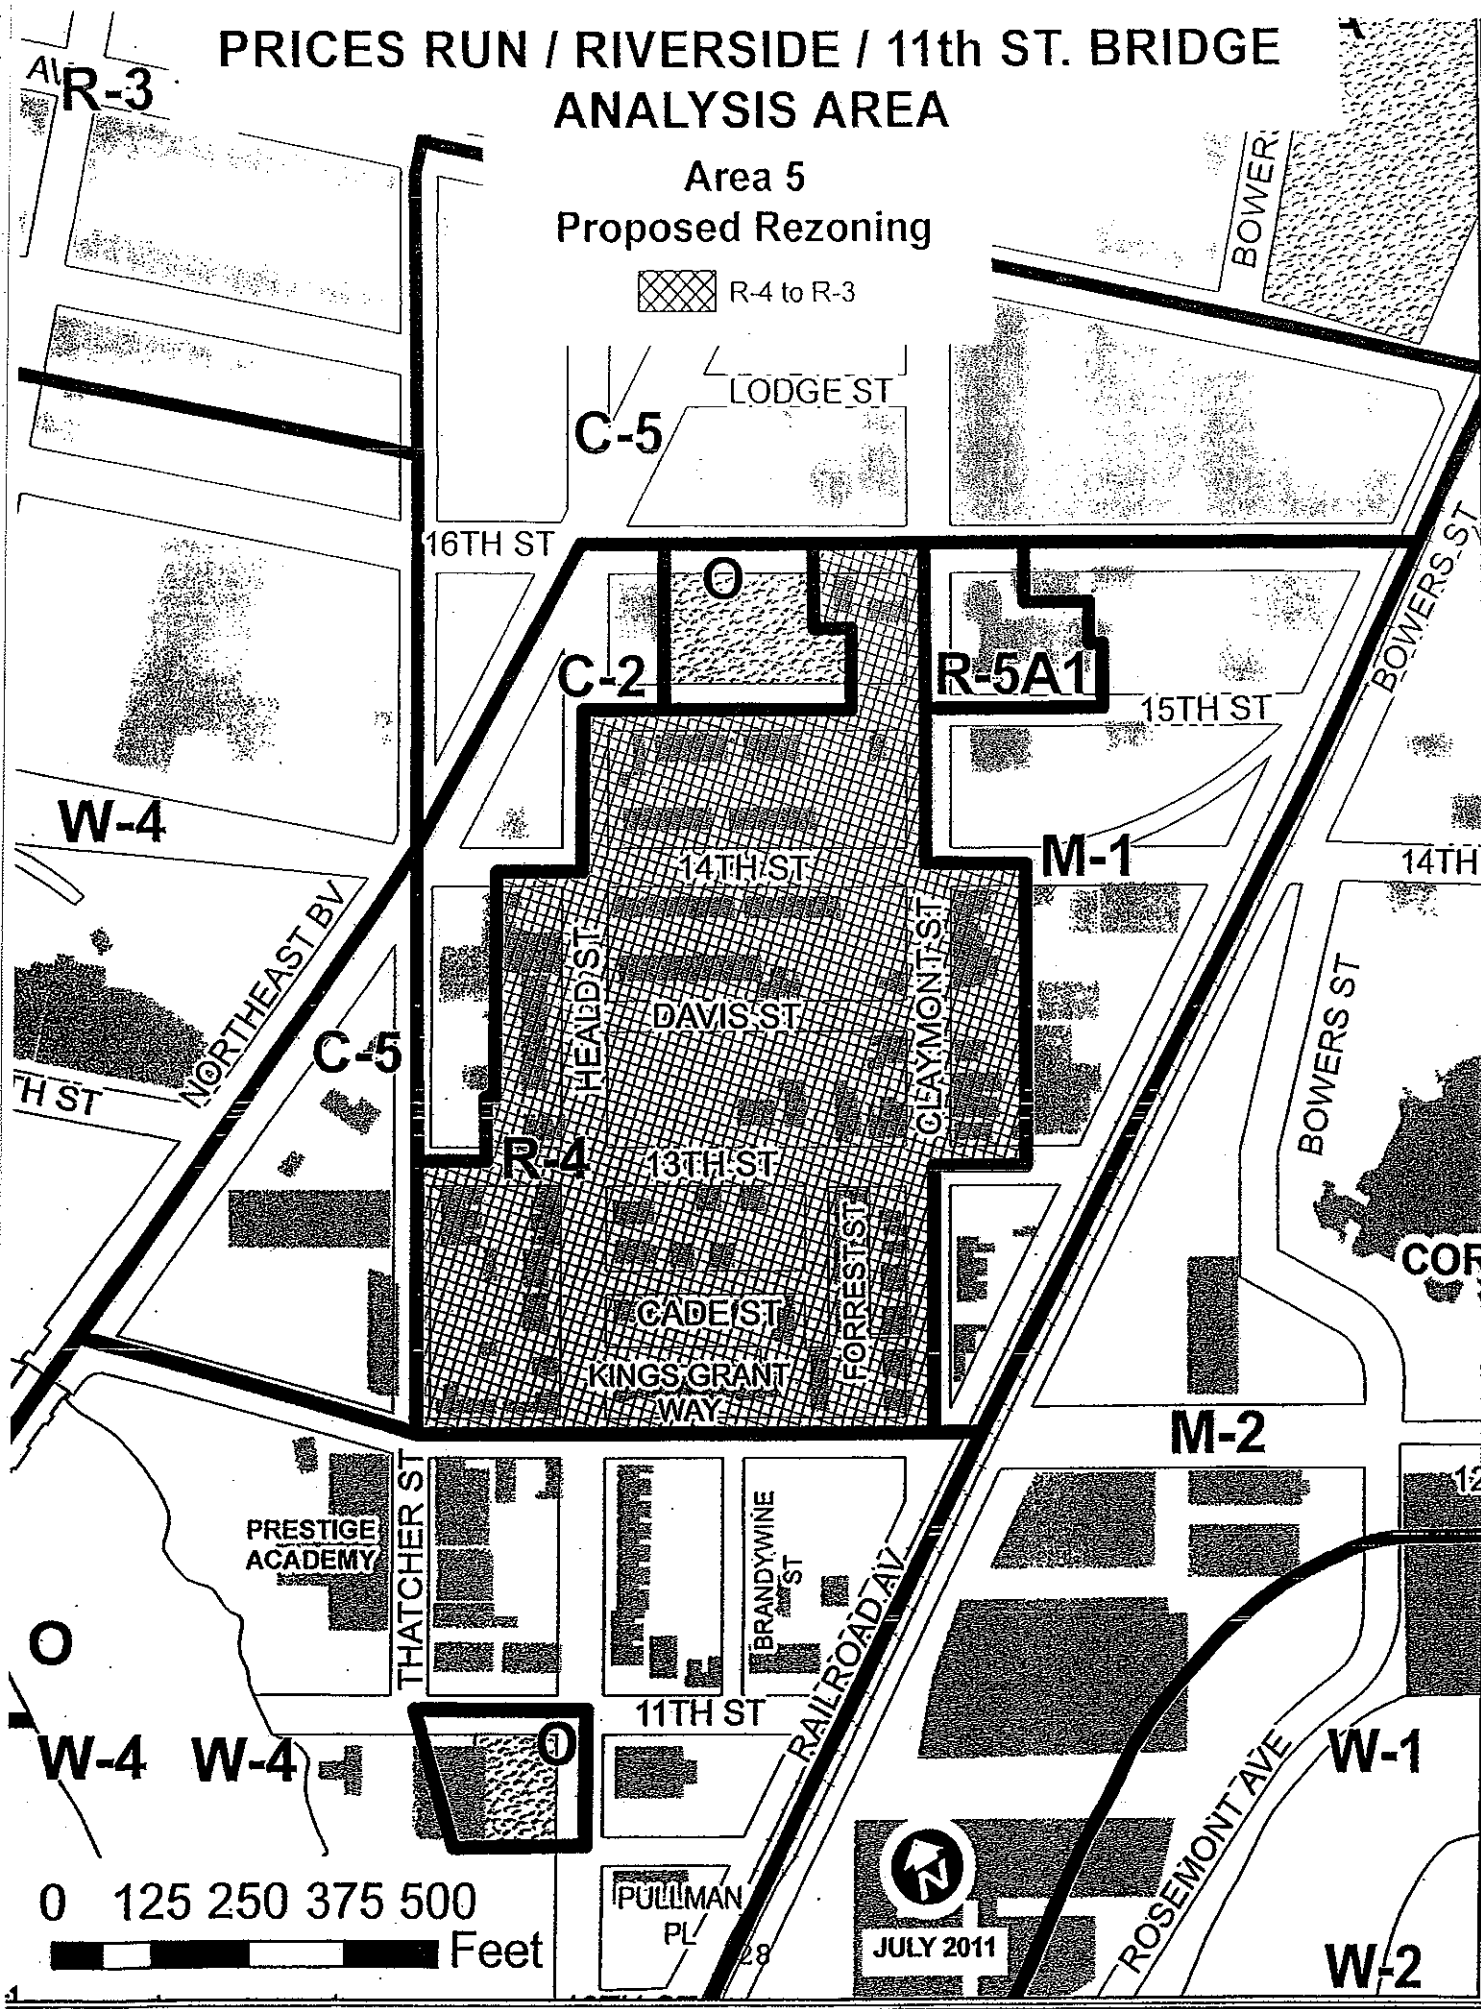 PRICES RUN / RIVERSIDE / 11th ST. BRIDGE
ANALYSIS AREA
Area 5
Proposed Rezoning
R-4 to R-3
R-3
BOWER
LODGE ST
C-5
16TH ST
O
C-2
R-5A1
15TH ST
BOWERS ST
W-4
14TH ST
M-1
14TH
NORTHEAST BV
HEALD ST
CLAYMONT ST
DAVIS ST
BOWERS ST
C-5
TH ST
R-4
13TH ST
FORREST ST
COR
CADE ST
KINGS GRANT
WAY
M-2
12
THATCHER ST
PRESTIGE
ACADEMY
BRANDYWINE
ST
RAILROAD AV
O
11TH ST
W-4
W-4
O
ROSEMONT AVE
W-1
0 125 250 375 500
Feet
PULLMAN
PL
28
JULY 2011
N
W-2